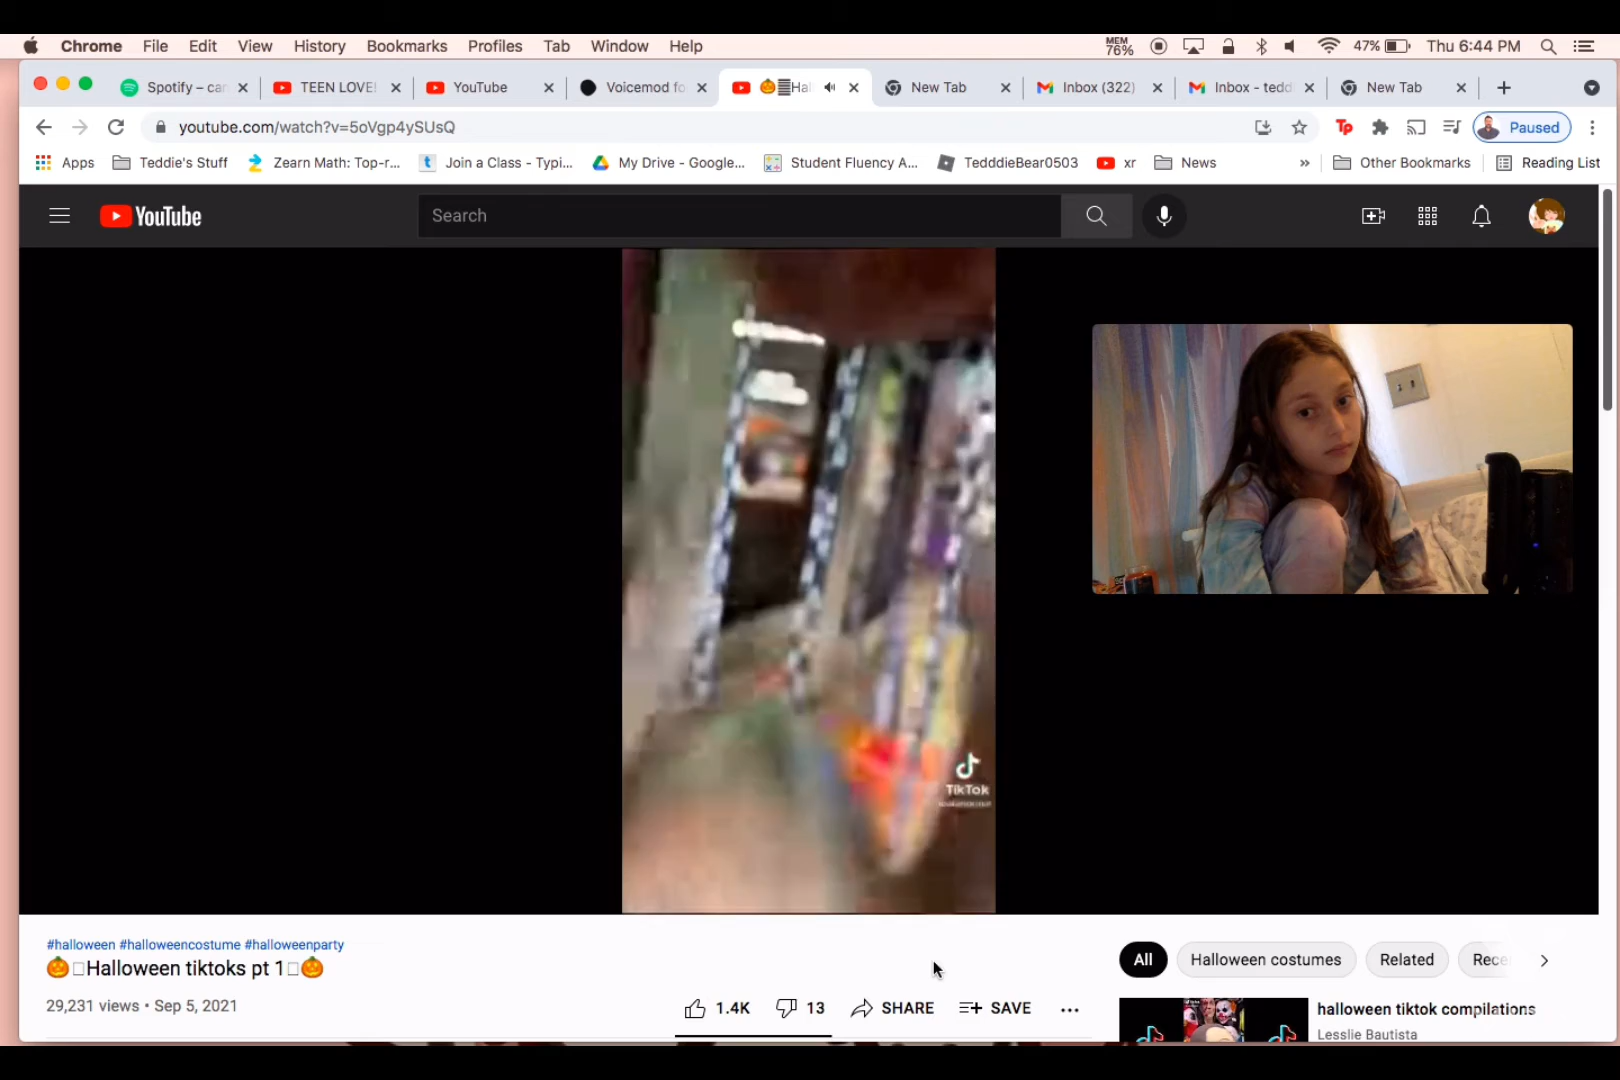 Chrome File Edit View History Bookmarks Profiles Tab Window Help MEM 76% 47% Thu 6:44 PM
Spotify – car TEEN LOVE! YouTube Voicemod fo Hal New Tab Inbox (322) Inbox - tedd New Tab
youtube.com/watch?v=5oVgp4ySUsQ Tp Paused
Apps Teddie's Stuff Zearn Math: Top-r... Join a Class - Typi... My Drive - Google... Student Fluency A... TedddieBear0503 xr News » Other Bookmarks Reading List
YouTube Search
TikTok
#halloween #halloweencostume #halloweenparty
🎃□Halloween tiktoks pt 1□🎃
29,231 views • Sep 5, 2021
1.4K 13 SHARE SAVE ...
All Halloween costumes Related Rece
halloween tiktok compilations
Lesslie Bautista